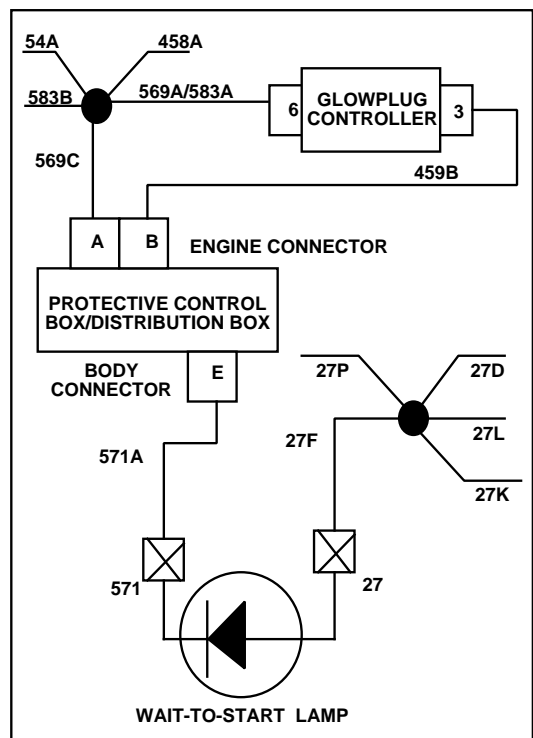 54A
458A
583B
569A/583A
6
GLOWPLUG
CONTROLLER
3
569C
459B
A
B
ENGINE CONNECTOR
PROTECTIVE CONTROL
BOX/DISTRIBUTION BOX
BODY
CONNECTOR
E
27P
27D
571A
27F
27L
27K
571
27
WAIT-TO-START LAMP